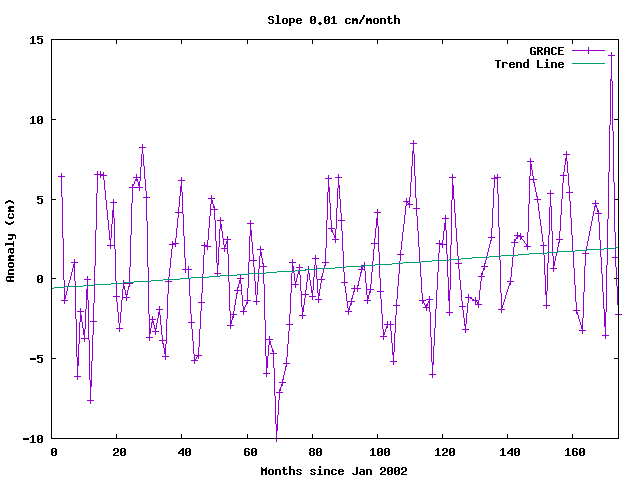 Slope 0.01 cm/month
GRACE
Trend Line
15
10
5
0
-5
-10
Anomaly (cm)
0 20 40 60 80 100 120 140 160
Months since Jan 2002